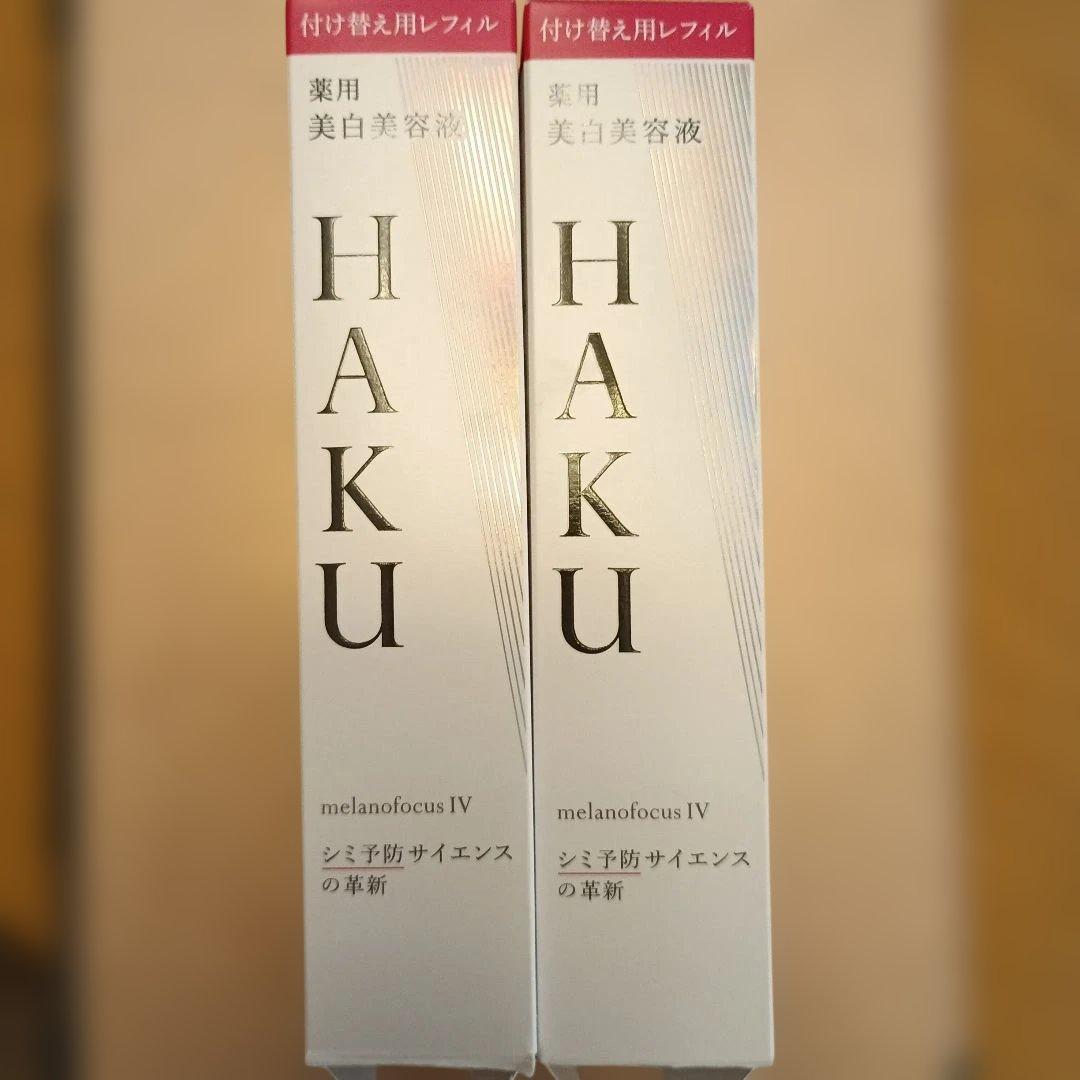 付け替え用レフィル
薬用
美白美容液
HAKU
melanofocus IV
シミ予防サイエンス
の革新
付け替え用レフィル
薬用
美白美容液
HAKU
melanofocus IV
シミ予防サイエンス
の革新